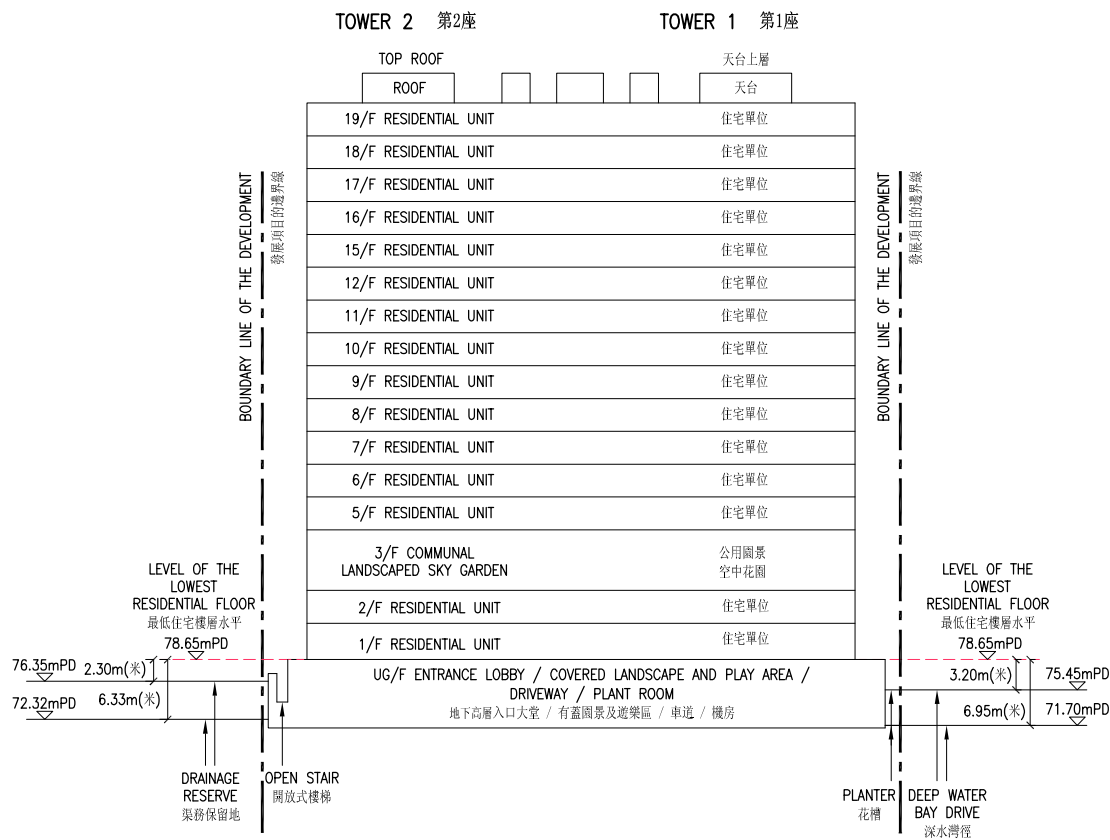 TOWER 2 第2座
TOWER 1 第1座
TOP ROOF
天台上層
ROOF
天台
19/F RESIDENTIAL UNIT 住宅單位
18/F RESIDENTIAL UNIT 住宅單位
17/F RESIDENTIAL UNIT 住宅單位
16/F RESIDENTIAL UNIT 住宅單位
15/F RESIDENTIAL UNIT 住宅單位
12/F RESIDENTIAL UNIT 住宅單位
11/F RESIDENTIAL UNIT 住宅單位
10/F RESIDENTIAL UNIT 住宅單位
9/F RESIDENTIAL UNIT 住宅單位
8/F RESIDENTIAL UNIT 住宅單位
7/F RESIDENTIAL UNIT 住宅單位
6/F RESIDENTIAL UNIT 住宅單位
5/F RESIDENTIAL UNIT 住宅單位
3/F COMMUNAL
LANDSCAPED SKY GARDEN
公用園景
空中花園
2/F RESIDENTIAL UNIT 住宅單位
1/F RESIDENTIAL UNIT 住宅單位
UG/F ENTRANCE LOBBY / COVERED LANDSCAPE AND PLAY AREA /
DRIVEWAY / PLANT ROOM
地下高層入口大堂 / 有蓋園景及遊樂區 / 車道 / 機房
BOUNDARY LINE OF THE DEVELOPMENT
發展項目的邊界線
BOUNDARY LINE OF THE DEVELOPMENT
發展項目的邊界線
LEVEL OF THE
LOWEST
RESIDENTIAL FLOOR
最低住宅樓層水平
78.65mPD
76.35mPD
2.30m(米)
72.32mPD
6.33m(米)
DRAINAGE
RESERVE
渠務保留地
OPEN STAIR
開放式樓梯
LEVEL OF THE
LOWEST
RESIDENTIAL FLOOR
最低住宅樓層水平
78.65mPD
3.20m(米)
75.45mPD
6.95m(米)
71.70mPD
PLANTER
花槽
DEEP WATER
BAY DRIVE
深水灣徑